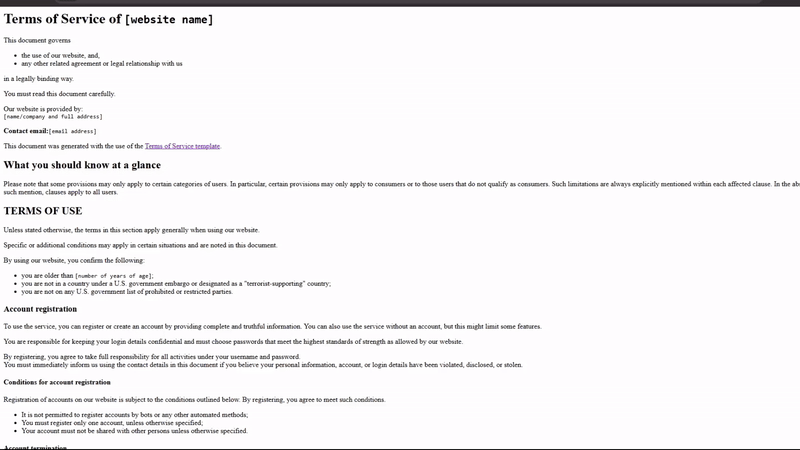 Terms of Service of [website name]
This document governs
the use of our website, and,
any other related agreement or legal relationship with us
in a legally binding way.
You must read this document carefully.
Our website is provided by:
[name/company and full address]
Contact email:[email address]
This document was generated with the use of the Terms of Service template.
What you should know at a glance
Please note that some provisions may only apply to certain categories of users. In particular, certain provisions may only apply to consumers or to those users that do not qualify as consumers. Such limitations are always explicitly mentioned within each affected clause. In the
such mention, clauses apply to all users.
TERMS OF USE
Unless stated otherwise, the terms in this section apply generally when using our website.
Specific or additional conditions may apply in certain situations and are noted in this document.
By using our website, you confirm the following:
you are older than [number of years of age];
you are not in a country under a U.S. government embargo or designated as a "terrorist-supporting" country;
you are not on any U.S. government list of prohibited or restricted parties.
Account registration
To use the service, you can register or create an account by providing complete and truthful information. You can also use the service without an account, but this might limit some features.
You are responsible for keeping your login details confidential and must choose passwords that meet the highest standards of strength as allowed by our website.
By registering, you agree to take full responsibility for all activities under your username and password.
You must immediately inform us using the contact details in this document if you believe your personal information, account, or login details have been violated, disclosed, or stolen.
Conditions for account registration
Registration of accounts on our website is subject to the conditions outlined below. By registering, you agree to meet such conditions.
It is not permitted to register accounts by bots or any other automated methods;
You must register only one account, unless otherwise specified;
Your account must not be shared with other persons unless otherwise specified.
Account termination